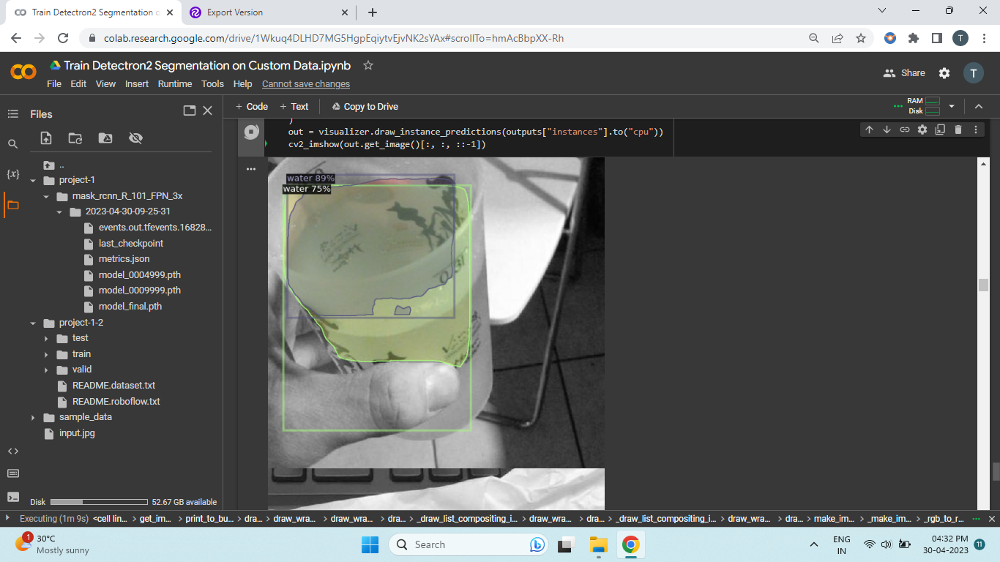 Train Detectron2 Segmentation o
Export Version
colab.research.google.com/drive/1Wkuq4DLHD7MG5HgpEqiytvEjvNK2sYAx#scrollTo=hmAcBbpXX-Rh
T
Train Detectron2 Segmentation on Custom Data.ipynb
File Edit View Insert Runtime Tools Help Cannot save changes
Share
T
Files
+ Code + Text Copy to Drive
RAM
Disk
)
out = visualizer.draw_instance_predictions(outputs["instances"].to("cpu"))
cv2_imshow(out.get_image()[:, :, ::-1])
{x}
..
project-1
mask_rcnn_R_101_FPN_3x
2023-04-30-09-25-31
events.out.tfevents.16828...
last_checkpoint
metrics.json
model_0004999.pth
model_0009999.pth
model_final.pth
project-1-2
test
train
valid
README.dataset.txt
README.roboflow.txt
sample_data
input.jpg
water 89%
water 75%
Disk 52.67 GB available
Executing (1m 9s) <cell lin... get_im... print_to_bu... dra... draw_wra... draw_wra... dra... _draw_list_compositing_i... draw_wra... dra... _draw_list_compositing_i... draw_wra... dra... make_im... _make_im... _rgb_to_r...
1
30°C
Mostly sunny
Search
ENG
IN
04:32 PM
30-04-2023
11